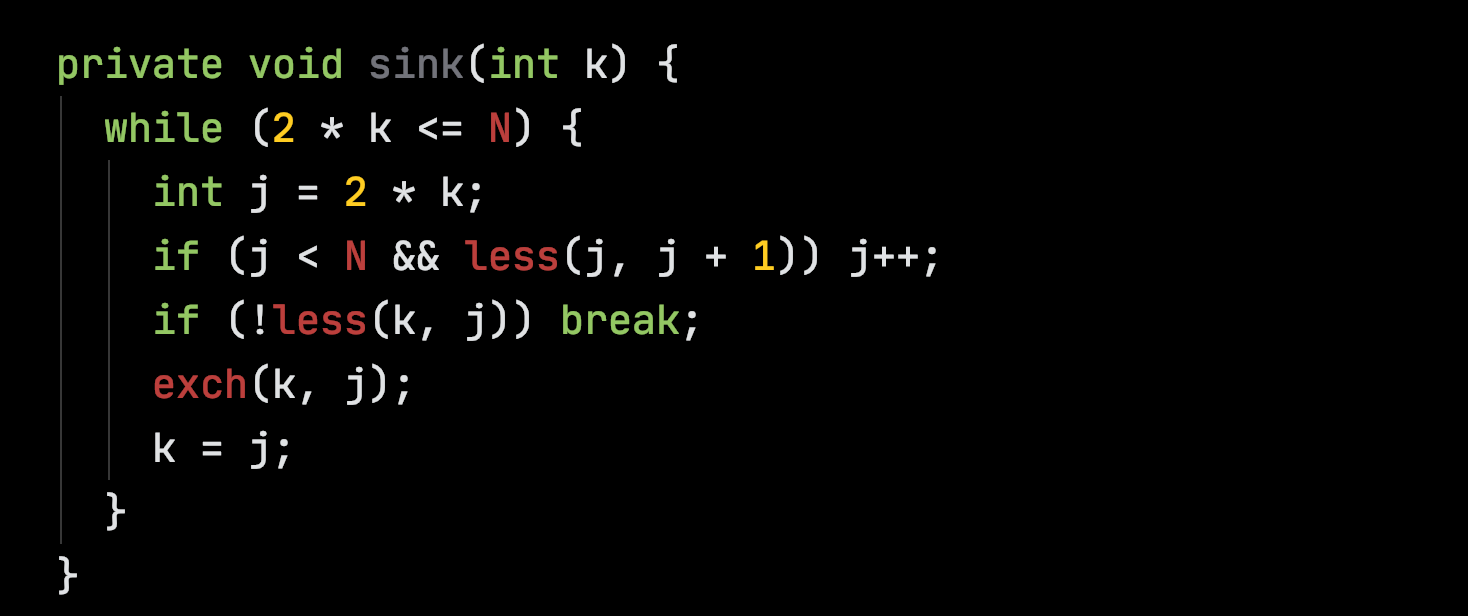 private void sink(int k) {
  while (2 * k <= N) {
    int j = 2 * k;
    if (j < N && less(j, j + 1)) j++;
    if (!less(k, j)) break;
    exch(k, j);
    k = j;
  }
}